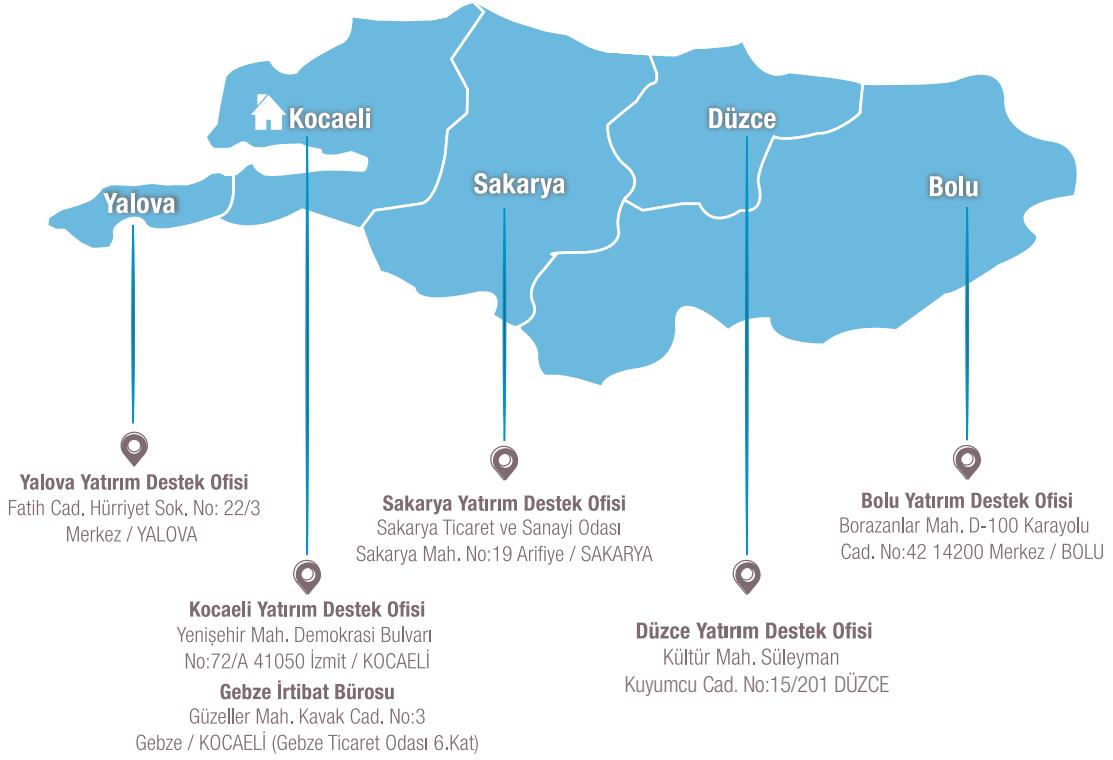 Kocaeli
Düzce
Sakarya
Bolu
Yalova
Yalova Yatırım Destek Ofisi
Fatih Cad. Hürriyet Sok. No: 22/3
Merkez / YALOVA
Kocaeli Yatırım Destek Ofisi
Yenişehir Mah. Demokrasi Bulvarı
No:72/A 41050 İzmit / KOCAELİ
Gebze İrtibat Bürosu
Güzeller Mah. Kavak Cad. No:3
Gebze / KOCAELİ (Gebze Ticaret Odası 6.Kat)
Sakarya Yatırım Destek Ofisi
Sakarya Ticaret ve Sanayi Odası
Sakarya Mah. No:19 Arifiye / SAKARYA
Düzce Yatırım Destek Ofisi
Kültür Mah. Süleyman
Kuyumcu Cad. No:15/201 DÜZCE
Bolu Yatırım Destek Ofisi
Borazanlar Mah. D-100 Karayolu
Cad. No:42 14200 Merkez / BOLU